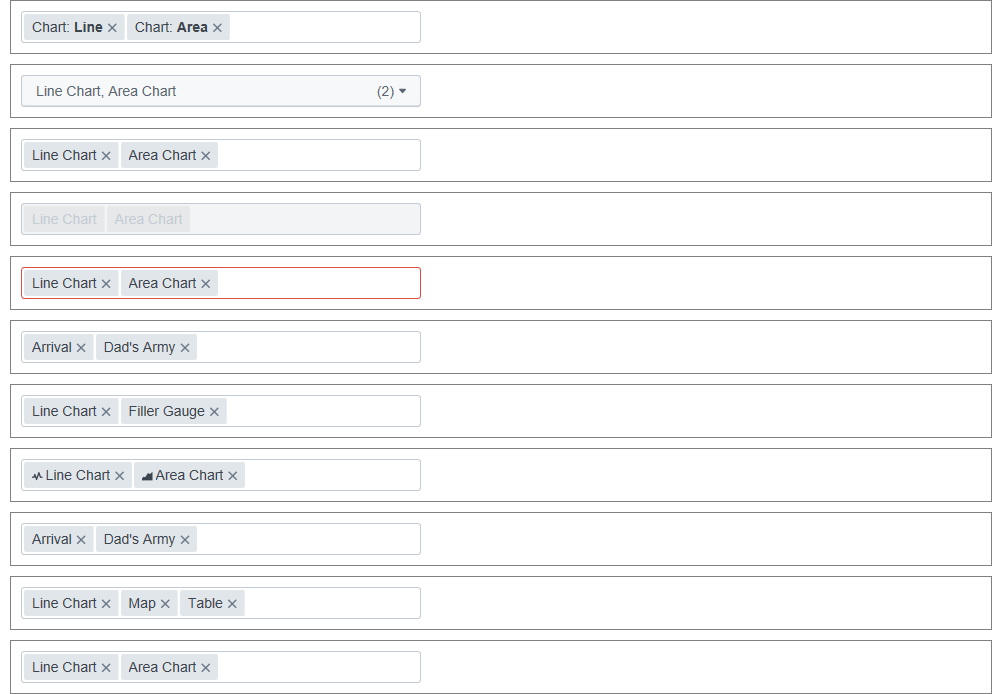 Chart: Line × Chart: Area ×
Line Chart, Area Chart (2)
Line Chart × Area Chart ×
Line Chart Area Chart
Line Chart × Area Chart ×
Arrival × Dad's Army ×
Line Chart × Filler Gauge ×
Line Chart × Area Chart ×
Arrival × Dad's Army ×
Line Chart × Map × Table ×
Line Chart × Area Chart ×